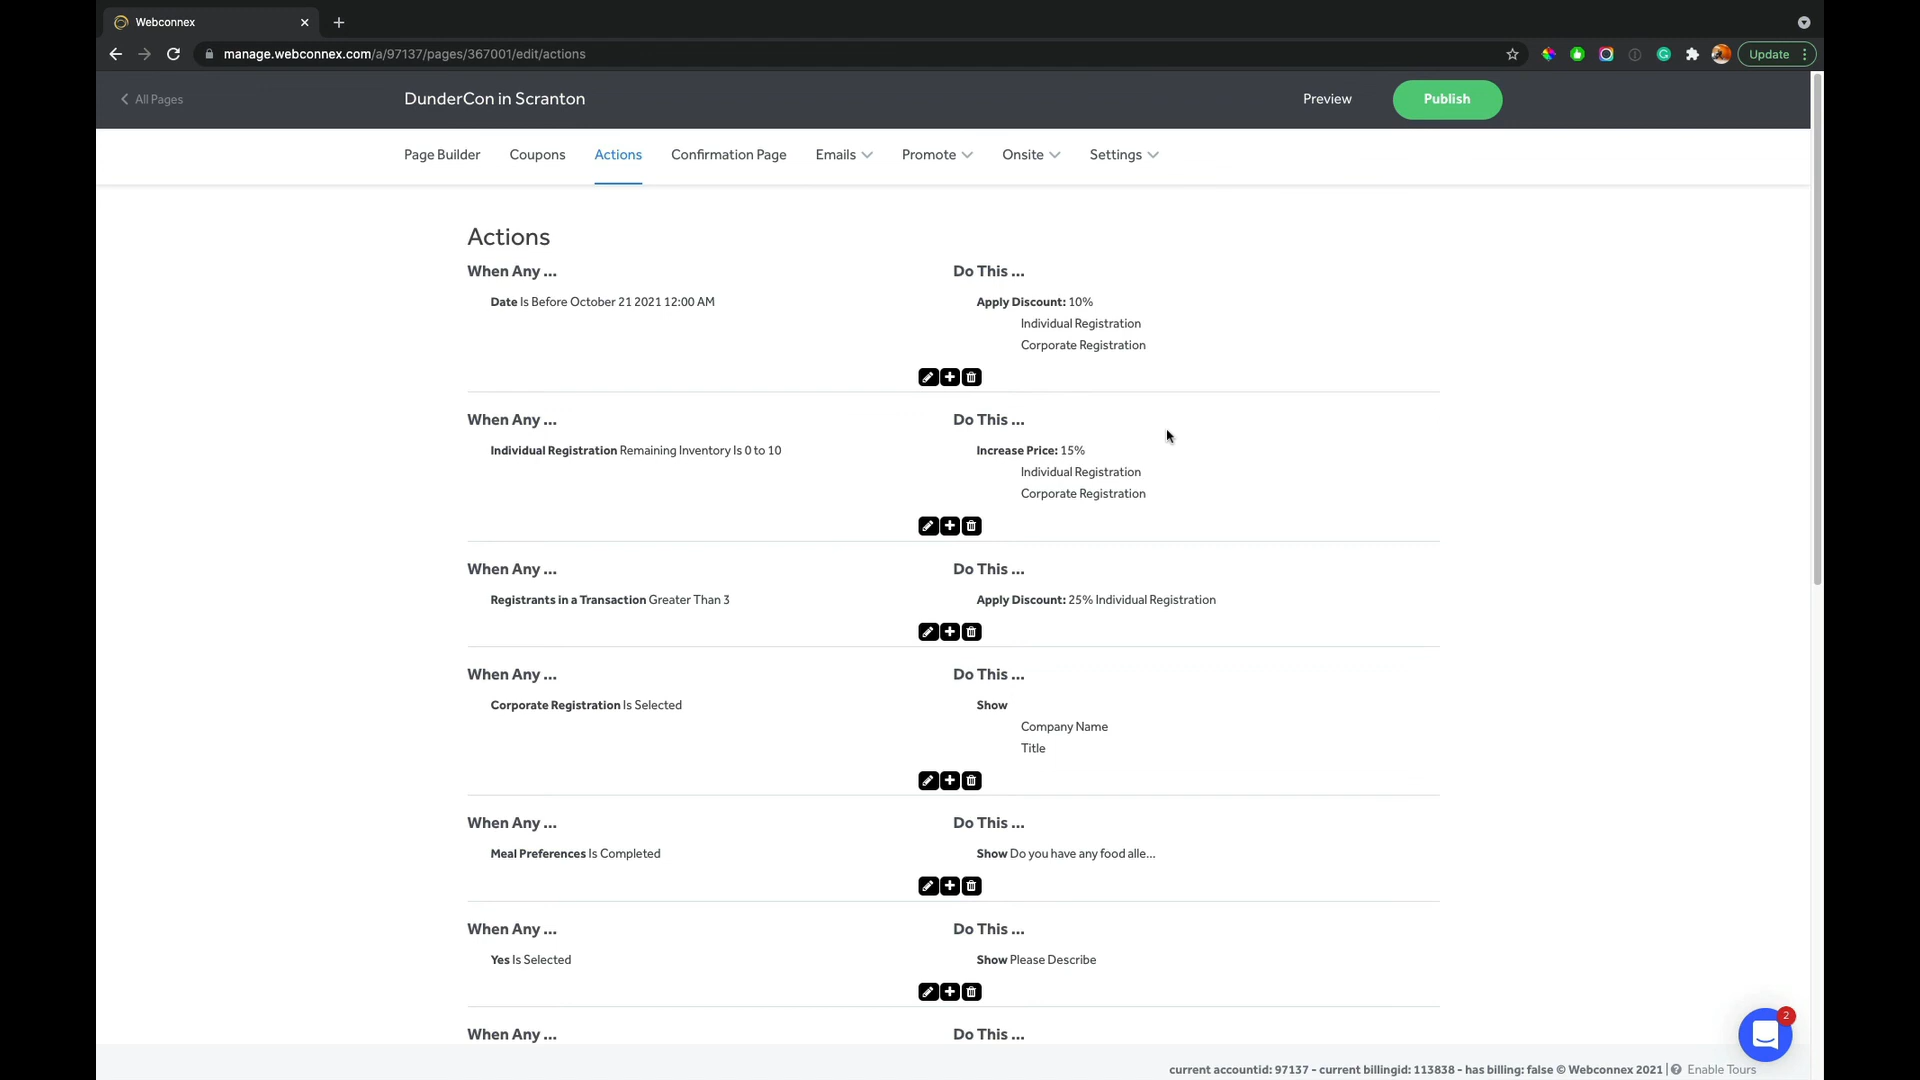 Webconnex
manage.webconnex.com/a/97137/pages/367001/edit/actions
Update
All Pages
DunderCon in Scranton
Preview
Publish
Page Builder
Coupons
Actions
Confirmation Page
Emails
Promote
Onsite
Settings
Actions
When Any ...
Do This ...
Date Is Before October 21 2021 12:00 AM
Apply Discount: 10%
Individual Registration
Corporate Registration
When Any ...
Do This ...
Individual Registration Remaining Inventory Is 0 to 10
Increase Price: 15%
Individual Registration
Corporate Registration
When Any ...
Do This ...
Registrants in a Transaction Greater Than 3
Apply Discount: 25% Individual Registration
When Any ...
Do This ...
Corporate Registration Is Selected
Show
Company Name
Title
When Any ...
Do This ...
Meal Preferences Is Completed
Show Do you have any food alle...
When Any ...
Do This ...
Yes Is Selected
Show Please Describe
When Any ...
Do This ...
2
current accountid: 97137 - current billingid: 113838 - has billing: false © Webconnex 2021 | Enable Tours